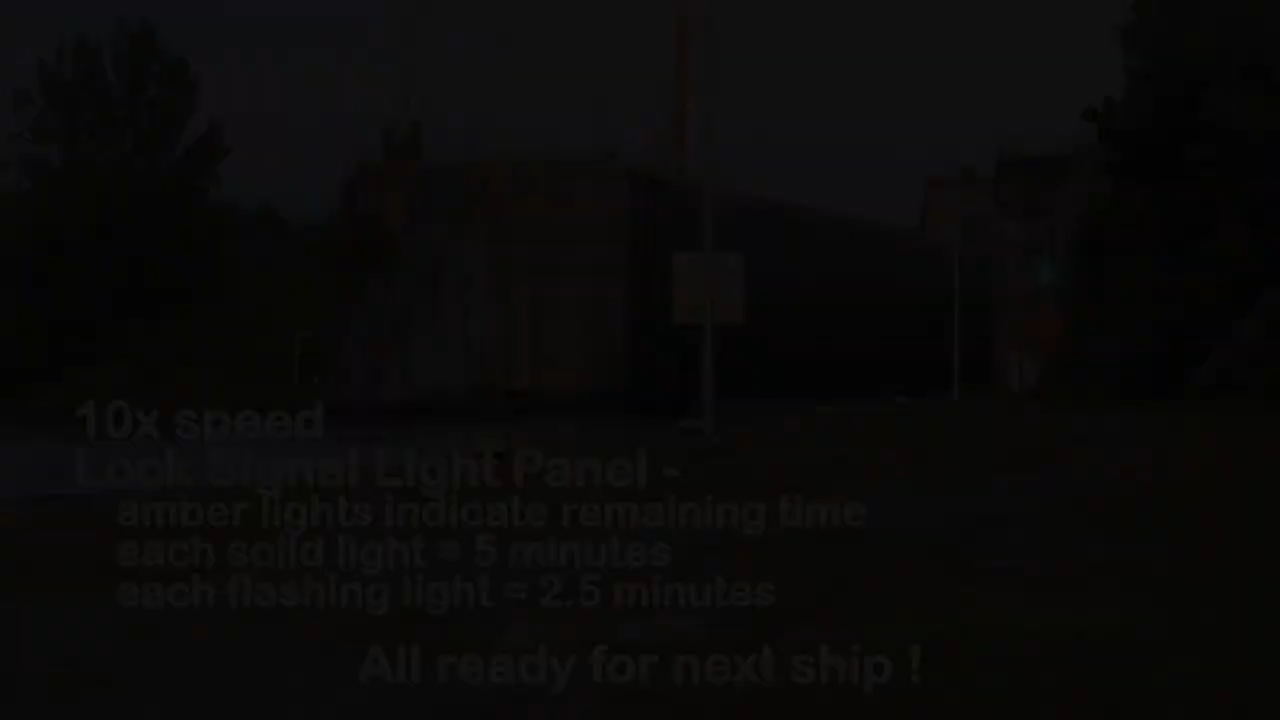 10x speed
Lock Signal Light Panel -
amber lights indicate remaining time
each solid light = 5 minutes
each flashing light = 2.5 minutes
All ready for next ship !